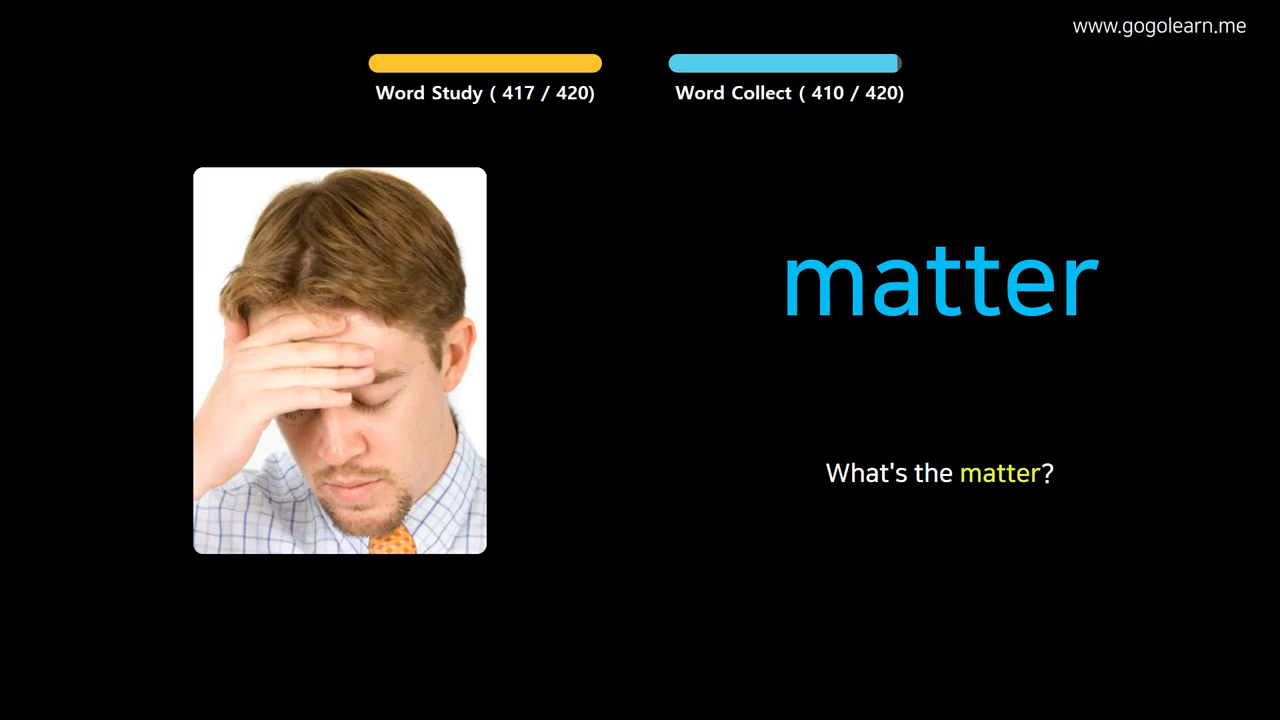 www.gogolearn.me
Word Study ( 417 / 420)
Word Collect ( 410 / 420)
matter
What's the matter?